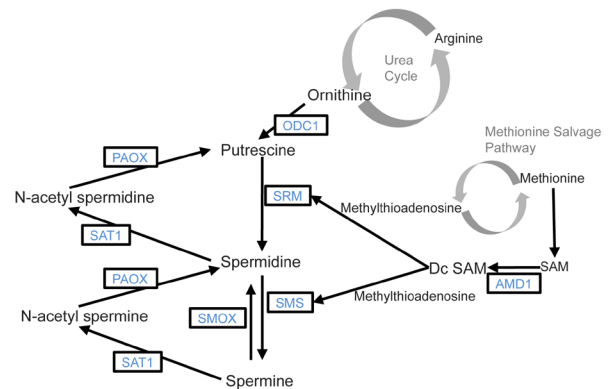 Arginine
Urea
Cycle
Ornithine
ODC1
Putrescine
Methionine Salvage
Pathway
PAOX
Methionine
N-acetyl spermidine
SRM
Methylthioadenosine
SAT1
Spermidine
Dc SAM
SAM
PAOX
AMD1
Methylthioadenosine
SMS
N-acetyl spermine
SMOX
SAT1
Spermine